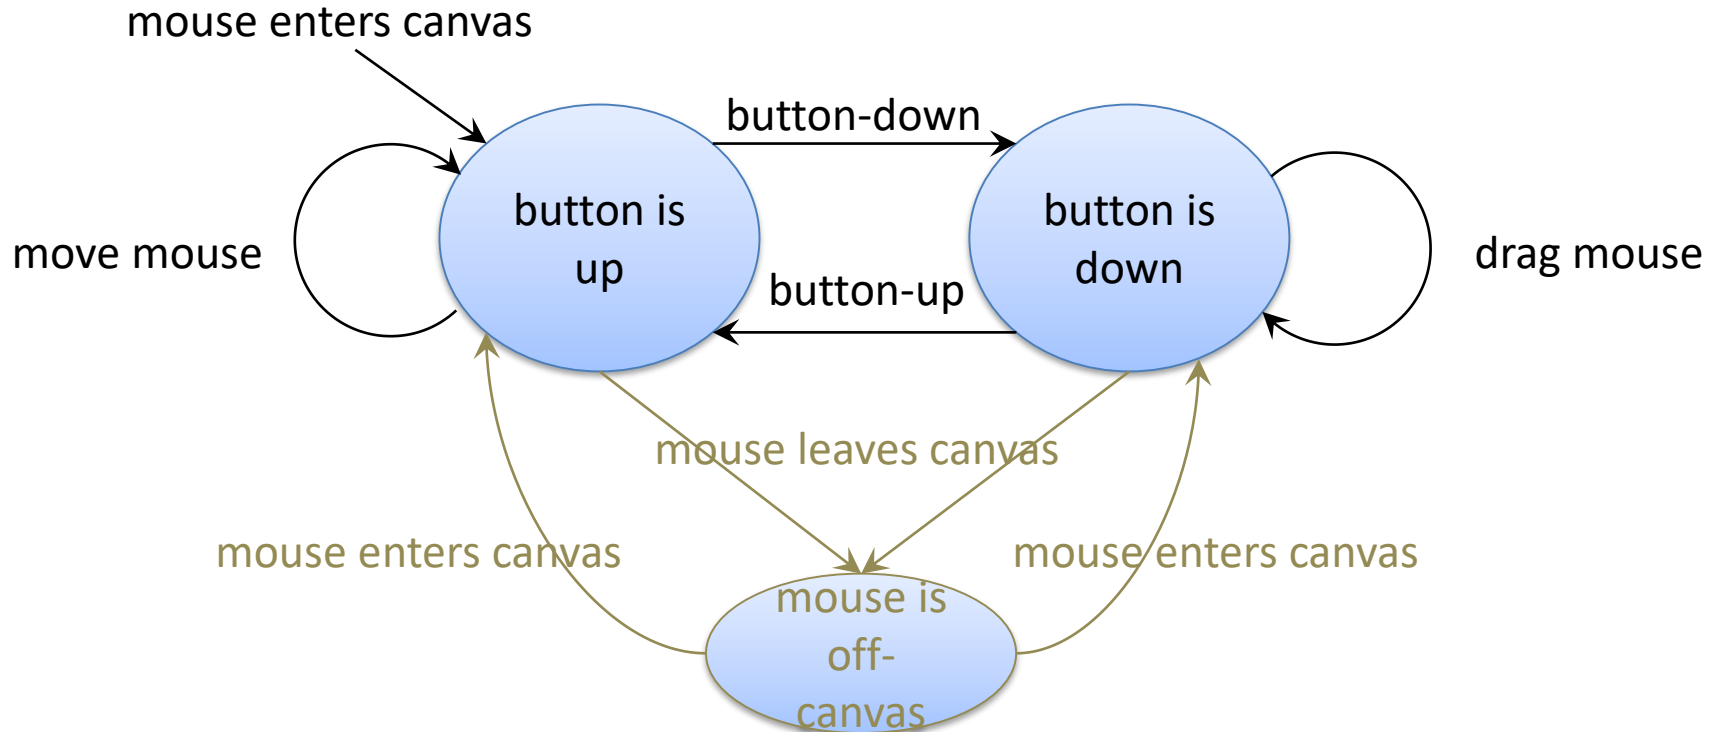 mouse enters canvas
button-down
button is
up
button is
down
move mouse
drag mouse
button-up
mouse leaves canvas
mouse enters canvas
mouse enters canvas
mouse is
off-
canvas